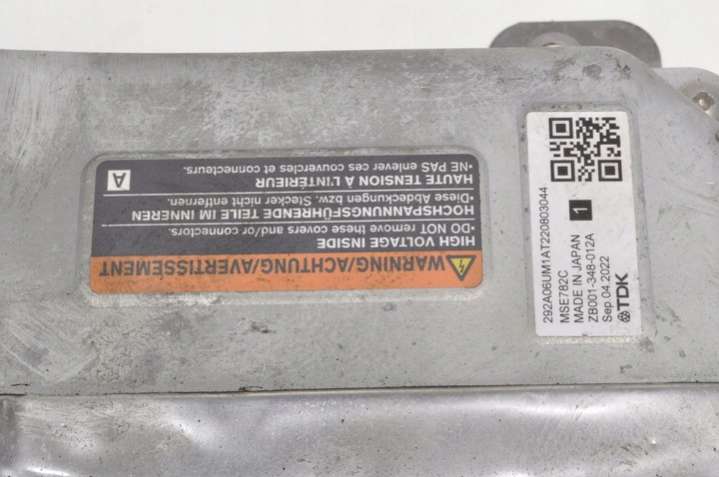 WARNING/ACHTUNG/AVERTISSEMENT
HIGH VOLTAGE INSIDE
•DO NOT remove these covers and/or connectors.
HOCHSPANNUNGSFÜHRENDE TEILE IM INNEREN
•Diese Abdeckungen bzw. Stecker nicht entfernen.
HAUTE TENSION À L'INTÉRIEUR
•NE PAS enlever ces couvercles et connecteurs.
A
292A06UM1AT220803044
MSE782C
MADE IN JAPAN
1
ZB001-348-012A
Sep.04.2022
TDK